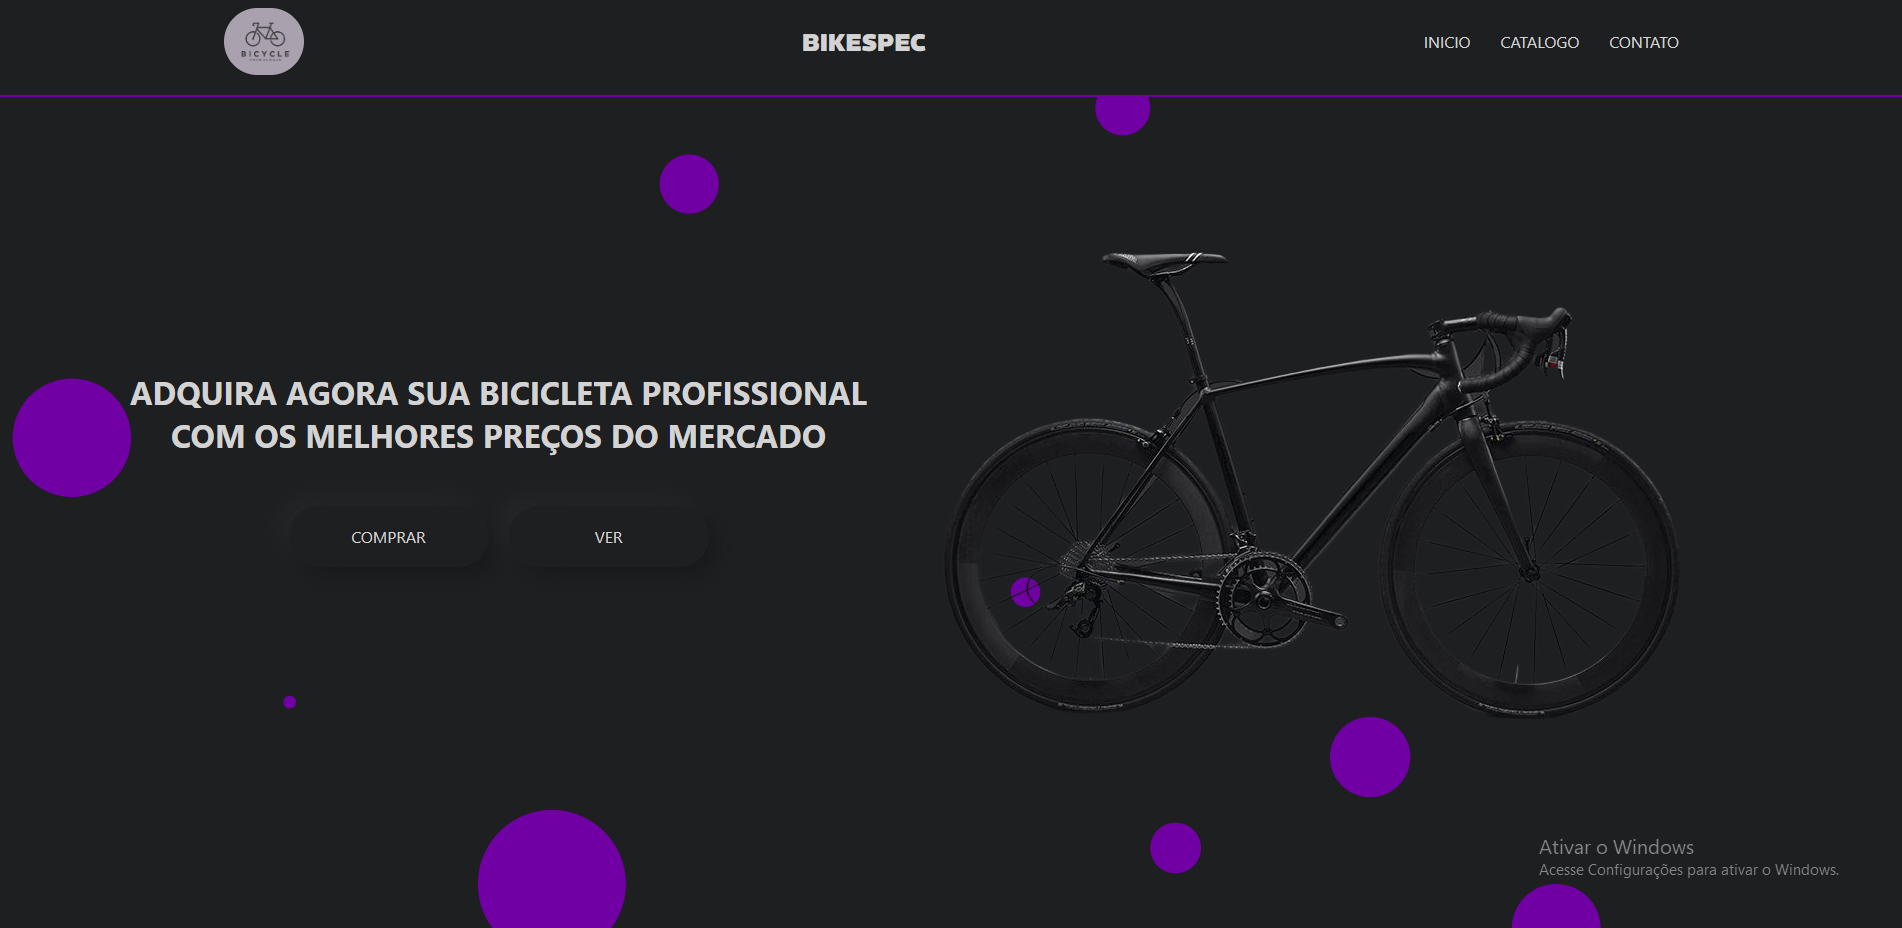 BICYCLE
BIKESPEC
INICIO
CATALOGO
CONTATO
ADQUIRA AGORA SUA BICICLETA PROFISSIONAL
COM OS MELHORES PREÇOS DO MERCADO
COMPRAR
VER
Ativar o Windows
Acesse Configurações para ativar o Windows.